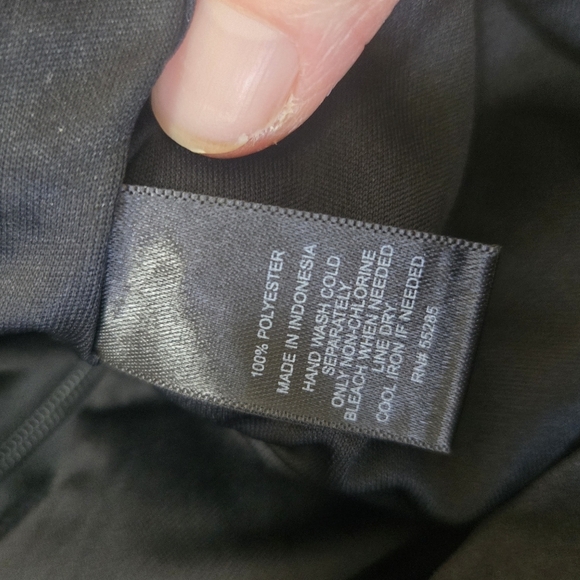 100% POLYESTER
MADE IN INDONESIA
HAND WASH COLD
SEPARATELY
ONLY NON-CHLORINE
BLEACH WHEN NEEDED
LINE DRY
COOL IRON IF NEEDED
RN# 55285